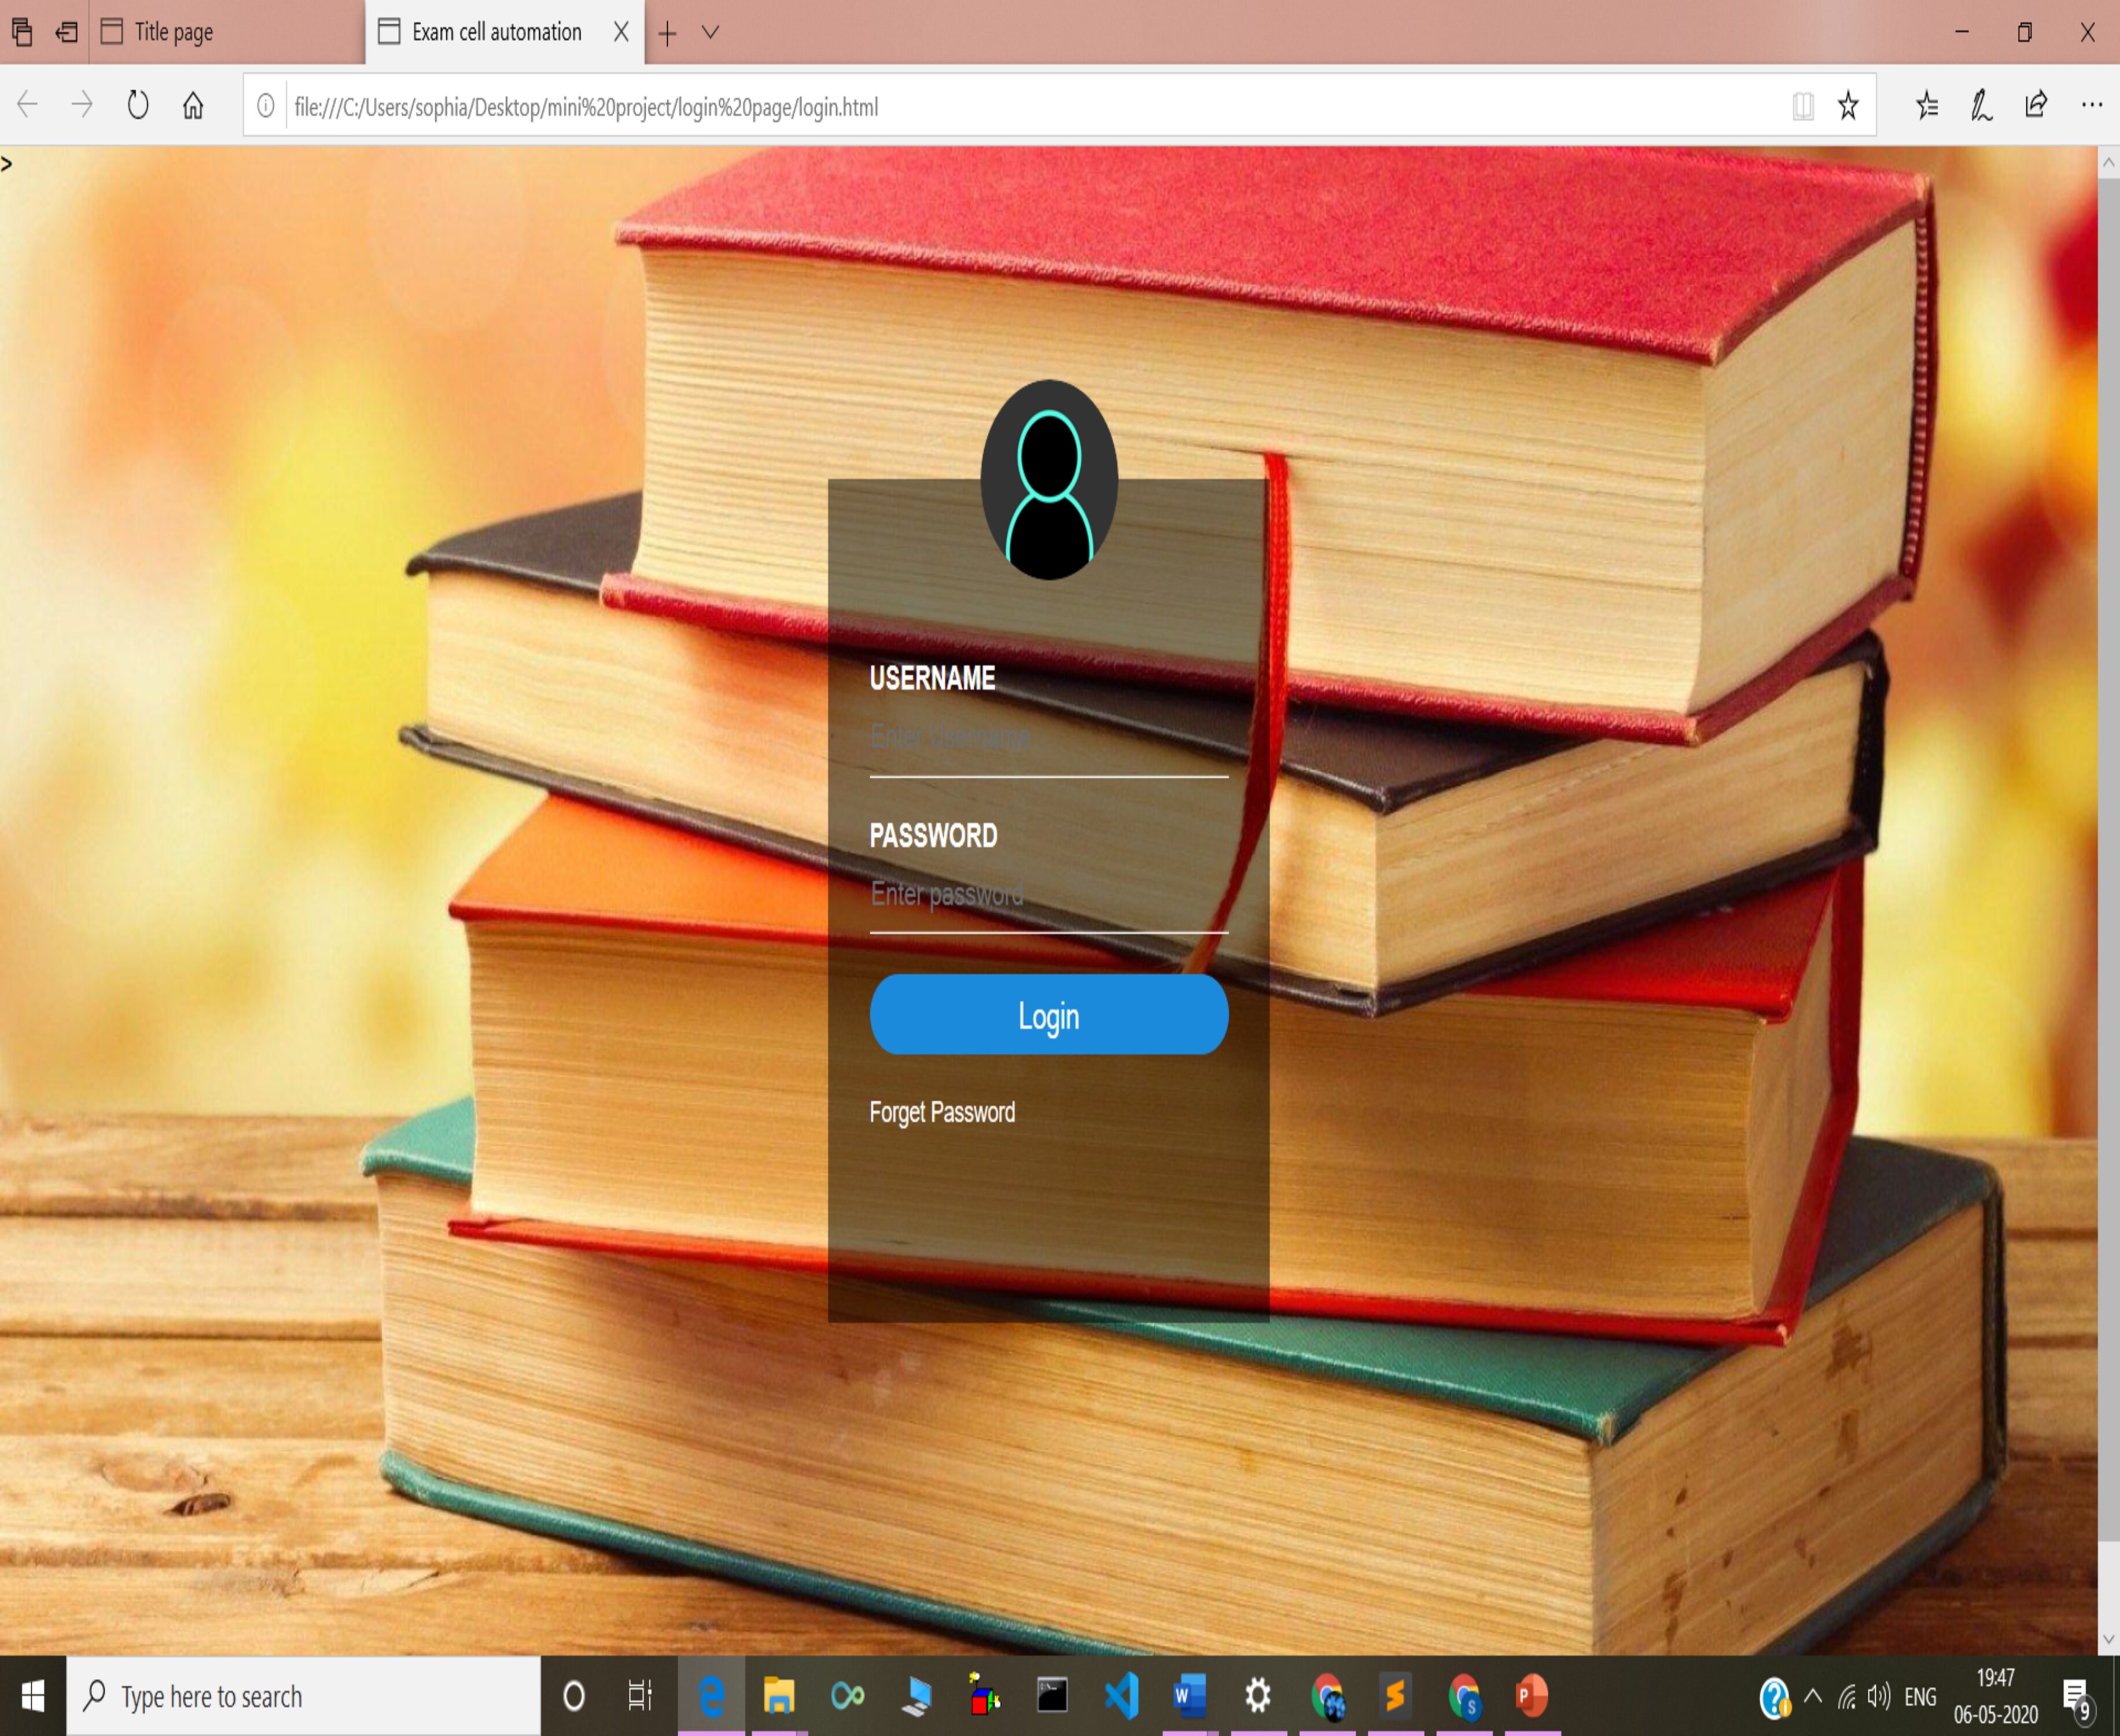 Title page
Exam cell automation
file:///C:/Users/sophia/Desktop/mini%20project/login%20page/login.html
>
USERNAME
Enter Username
PASSWORD
Enter password
Login
Forget Password
Type here to search
W
S
S
P
ENG
19:47
06-05-2020
9